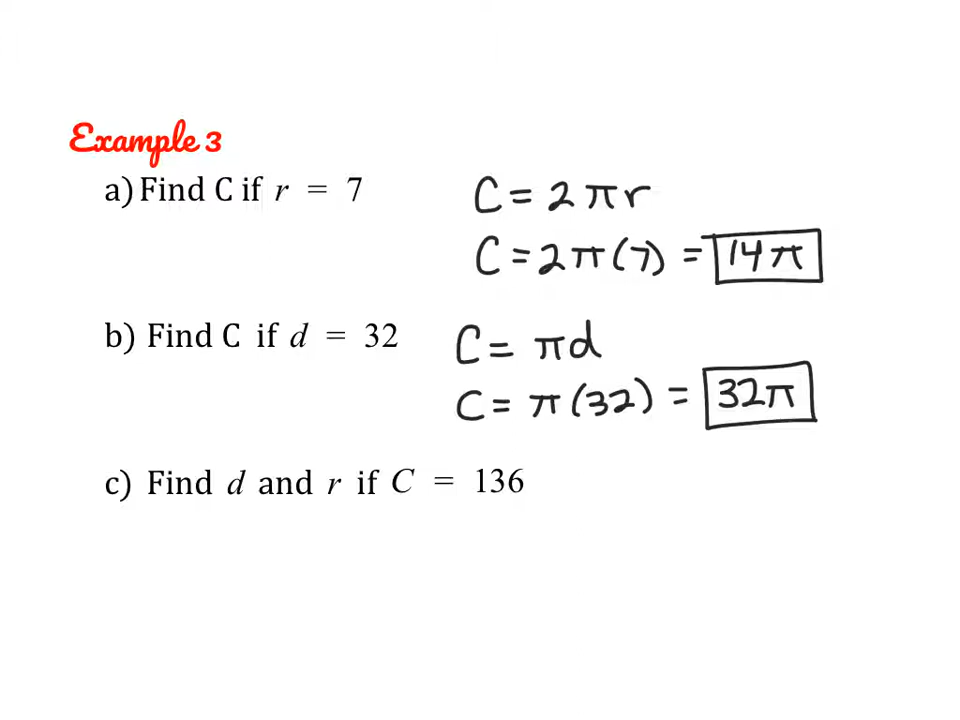 Example 3
a) Find C if r = 7
C = 2πr
C = 2π(7) = 14π
b) Find C if d = 32
C = πd
C = π(32) = 32π
c) Find d and r if C = 136